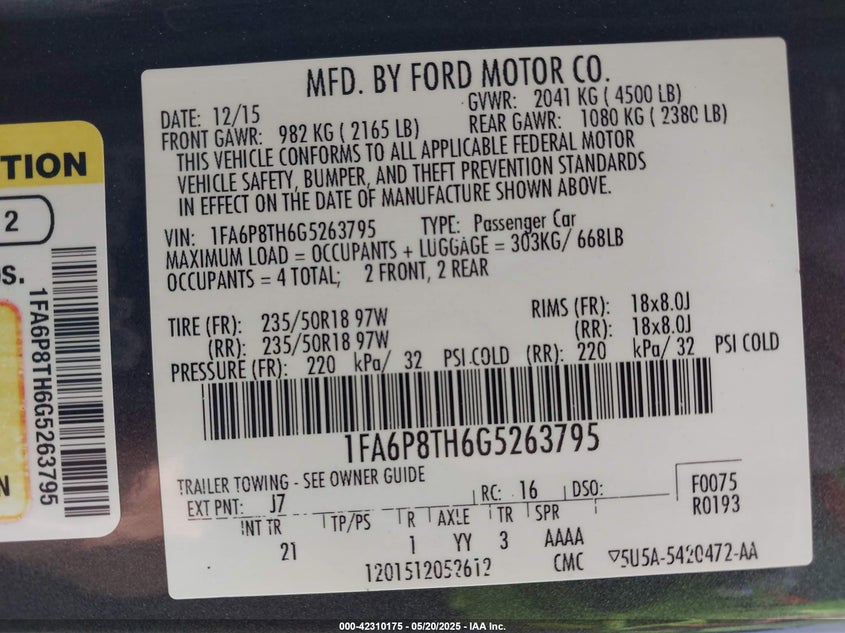 MFD. BY FORD MOTOR CO.
DATE: 12/15 GVWR: 2041 KG ( 4500 LB)
FRONT GAWR: 982 KG ( 2165 LB) REAR GAWR: 1080 KG ( 2380 LB)
THIS VEHICLE CONFORMS TO ALL APPLICABLE FEDERAL MOTOR
VEHICLE SAFETY, BUMPER, AND THEFT PREVENTION STANDARDS
IN EFFECT ON THE DATE OF MANUFACTURE SHOWN ABOVE.
VIN: 1FA6P8TH6G5263795 TYPE: Passenger Car
MAXIMUM LOAD = OCCUPANTS + LUGGAGE = 303KG/ 668LB
OCCUPANTS = 4 TOTAL; 2 FRONT, 2 REAR
TIRE (FR): 235/50R18 97W RIMS (FR): 18x8.0J
(RR): 235/50R18 97W (RR): 18x8.0J
PRESSURE (FR): 220 kPa/ 32 PSI COLD (RR): 220 kPa/ 32 PSI COLD
1FA6P8TH6G5263795
TRAILER TOWING - SEE OWNER GUIDE
EXT PNT: J7 RC: 16 DSO: F0075
R0193
INT TR TP/PS R AXLE TR SPR
21 1 YY 3 AAAA
1201512052612 CMC 5U5A-5420472-AA
TION
2
OS.
1FA6P8TH6G5263795
N
000-42310175 - 05/20/2025 - IAA Inc.